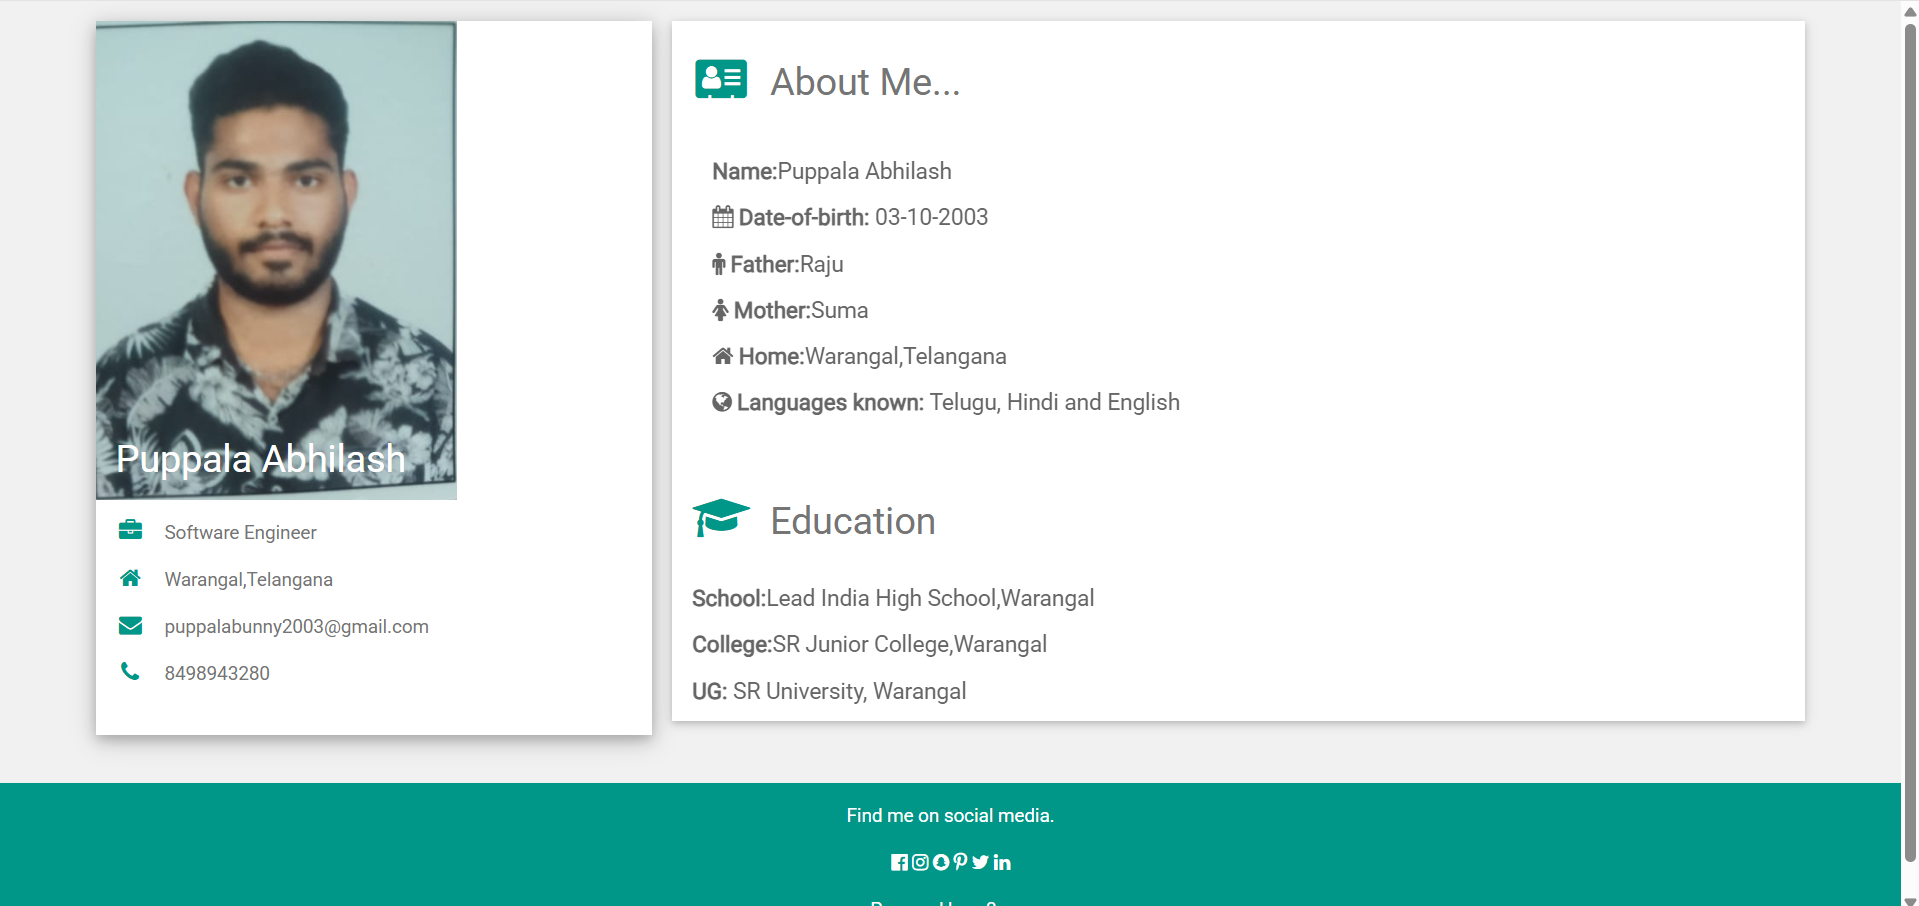 Puppala Abhilash
Software Engineer
Warangal,Telangana
puppalabunny2003@gmail.com
8498943280
About Me...
Name:Puppala Abhilash
Date-of-birth: 03-10-2003
Father:Raju
Mother:Suma
Home:Warangal,Telangana
Languages known: Telugu, Hindi and English
Education
School:Lead India High School,Warangal
College:SR Junior College,Warangal
UG: SR University, Warangal
Find me on social media.